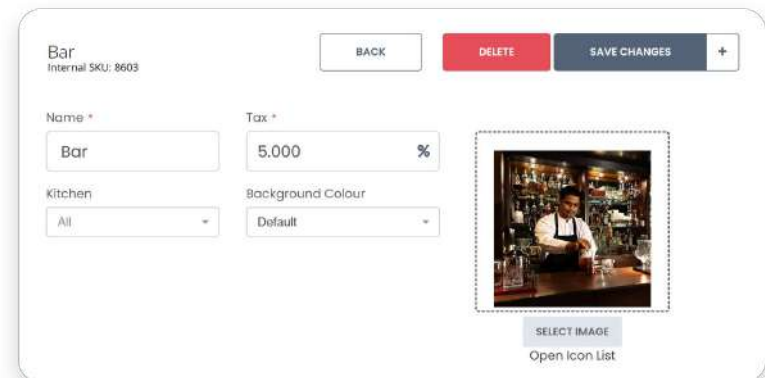 Bar
Internal SKU: 8603
BACK
DELETE
SAVE CHANGES
+
Name *
Tax *
Bar
5.000
%
Kitchen
Background Colour
All
Default
SELECT IMAGE
Open Icon List